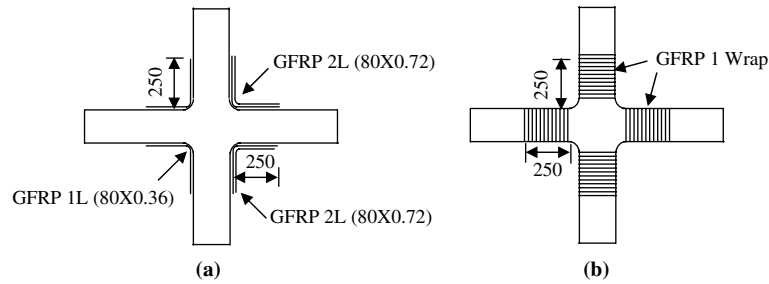 GFRP 2L (80X0.72)
250
250
GFRP 1L (80X0.36)
GFRP 2L (80X0.72)
(a)
GFRP 1 Wrap
250
250
(b)